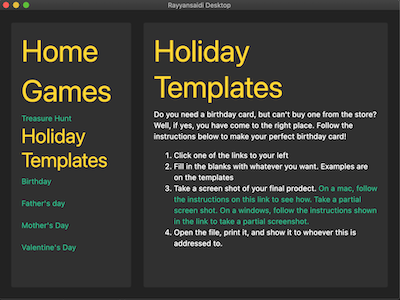 Rayyansaidi Desktop
Home
Games
Treasure Hunt
Holiday
Templates
Birthday
Father's day
Mother's Day
Valentine's Day
Holiday
Templates
Do you need a birthday card, but can't buy one from the store?
Well, if yes, you have come to the right place. Follow the
instructions below to make your perfect birthday card!
1. Click one of the links to your left
2. Fill in the blanks with whatever you want. Examples are
on the templates
3. Take a screen shot of your final prodect. On a mac, follow
the instructions on this link to see how. Take a partial
screen shot. On a windows, follow the instructions shown
in the link to take a partial screenshot.
4. Open the file, print it, and show it to whoever this is
addressed to.